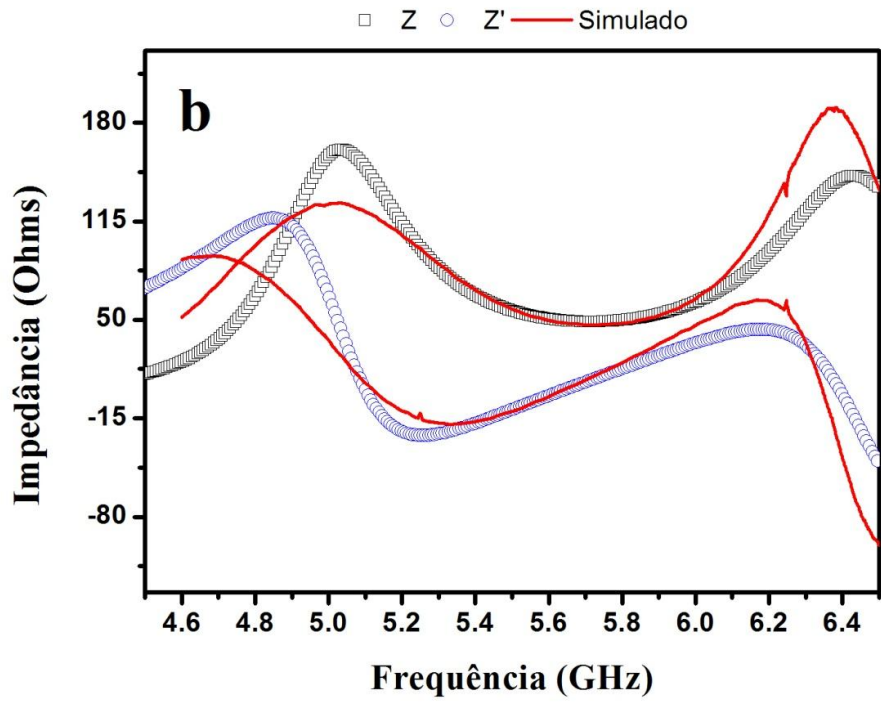 Z Z' Simulado
b
180
115
50
-15
-80
Impedância (Ohms)
4.6 4.8 5.0 5.2 5.4 5.6 5.8 6.0 6.2 6.4
Frequência (GHz)